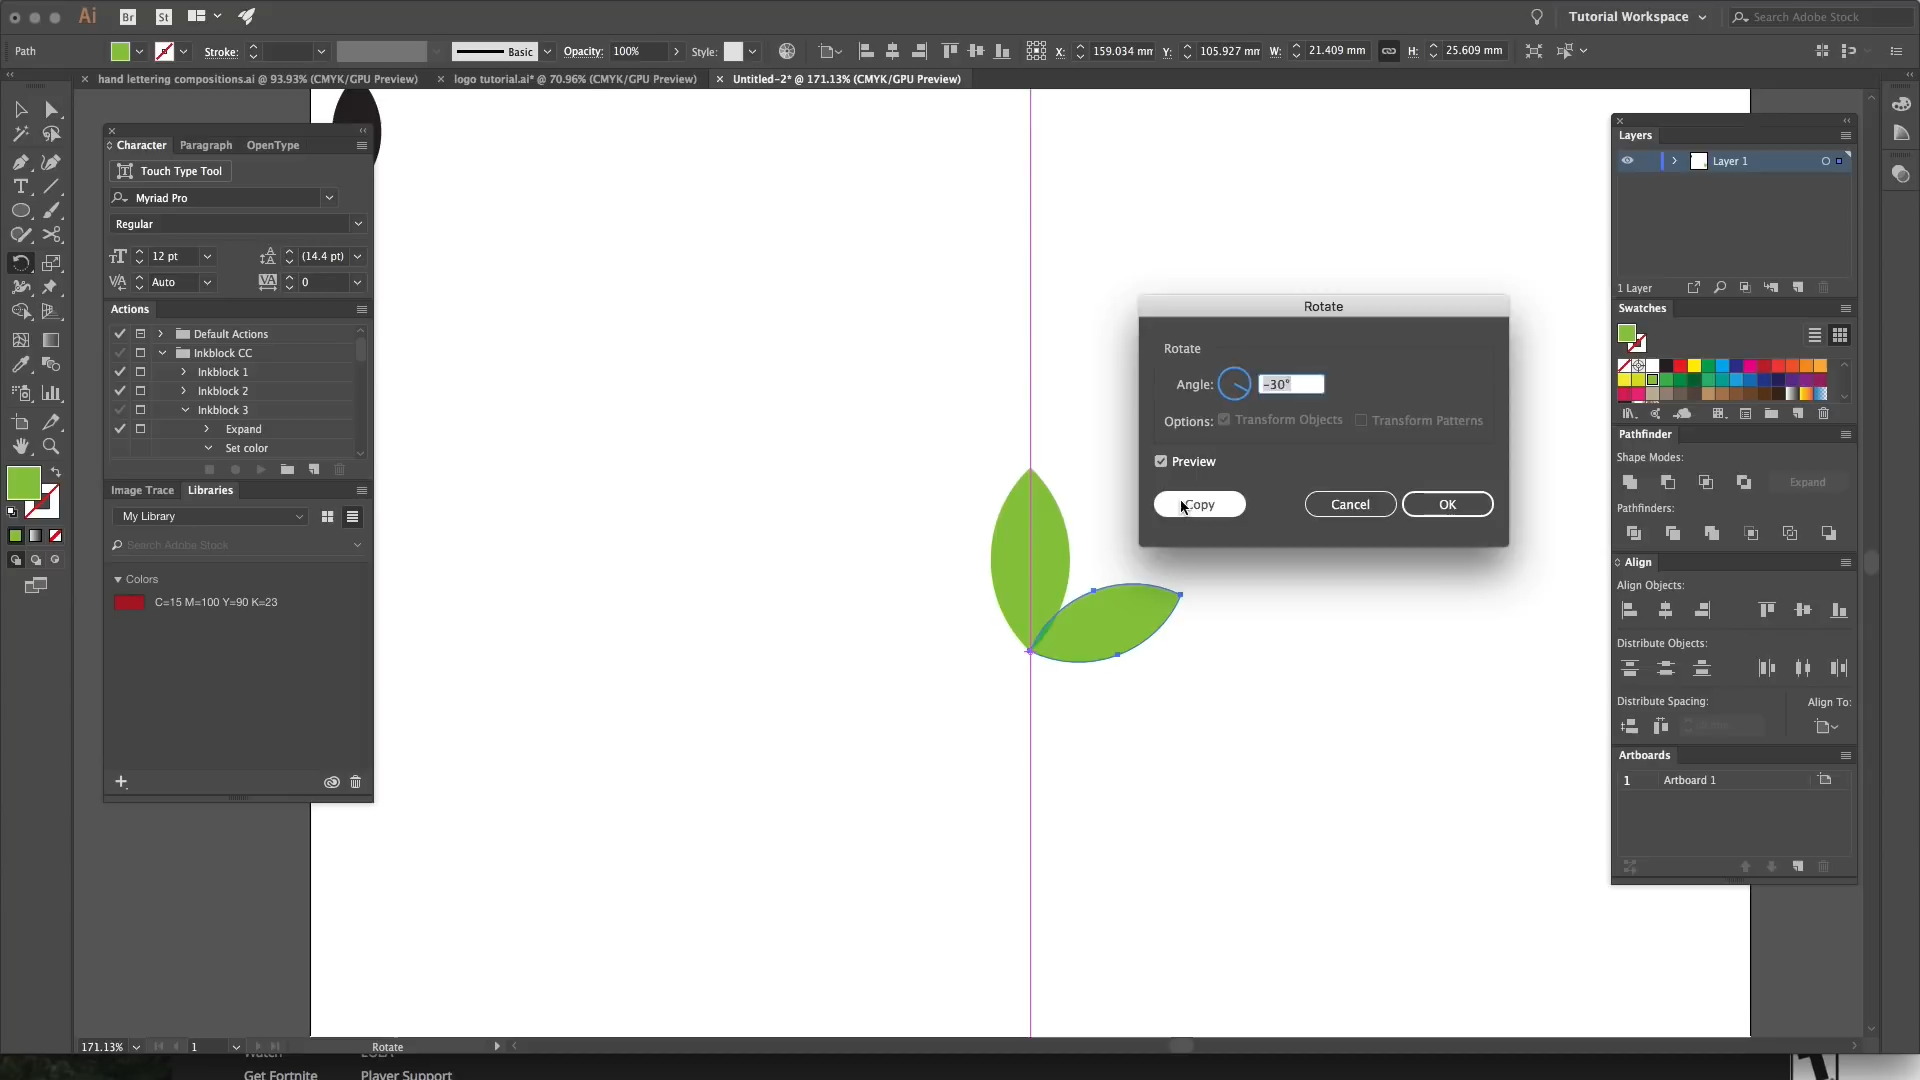 Ai Br St Tutorial Workspace Search Adobe Stock
Path Stroke: Basic Opacity: 100% Style: X: 159.034 mm Y: 105.927 mm W: 21.409 mm H: 25.609 mm
hand lettering compositions.ai @ 93.93% (CMYK/GPU Preview) logo tutorial.ai* @ 70.96% (CMYK/GPU Preview) Untitled-2* @ 171.13% (CMYK/GPU Preview)
Character Paragraph OpenType
Touch Type Tool
Myriad Pro
Regular
12 pt (14.4 pt)
Auto 0
Actions
Default Actions
Inkblock CC
Inkblock 1
Inkblock 2
Inkblock 3
Expand
Set color
Image Trace Libraries
My Library
Search Adobe Stock
Colors
C=15 M=100 Y=90 K=23
Rotate
Rotate
Angle: -30°
Options: Transform Objects Transform Patterns
Preview
Copy Cancel OK
Layers
Layer 1
1 Layer
Swatches
Pathfinder
Shape Modes:
Expand
Pathfinders:
Align
Align Objects:
Distribute Objects:
Distribute Spacing: Align To:
Artboards
1 Artboard 1
171.13% 1 Rotate
Get Fortnite Player Support